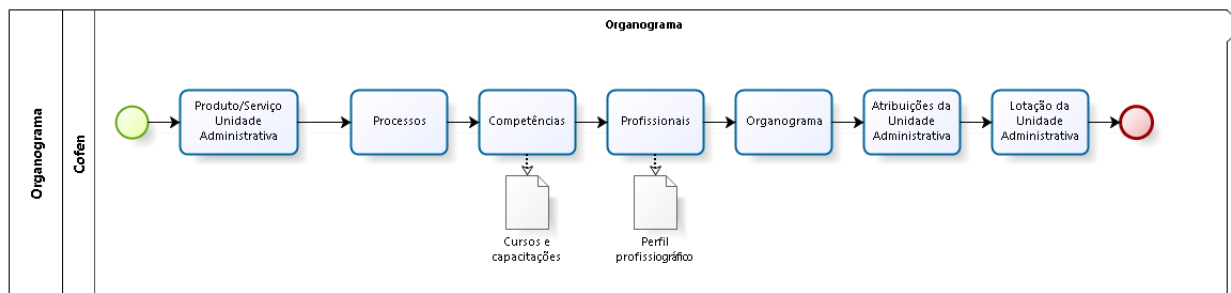 Organograma
Organograma
Cofen
Produto/Serviço
Unidade
Administrativa
Processos
Competências
Profissionais
Organograma
Atribuições da
Unidade
Administrativa
Lotação da
Unidade
Administrativa
Cursos e
capacitações
Perfil
profissiográfico